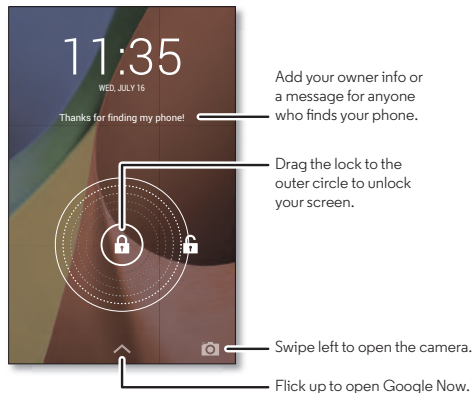 11:35
WED, JULY 16
Thanks for finding my phone!
Add your owner info or
a message for anyone
who finds your phone.
Drag the lock to the
outer circle to unlock
your screen.
Swipe left to open the camera.
Flick up to open Google Now.